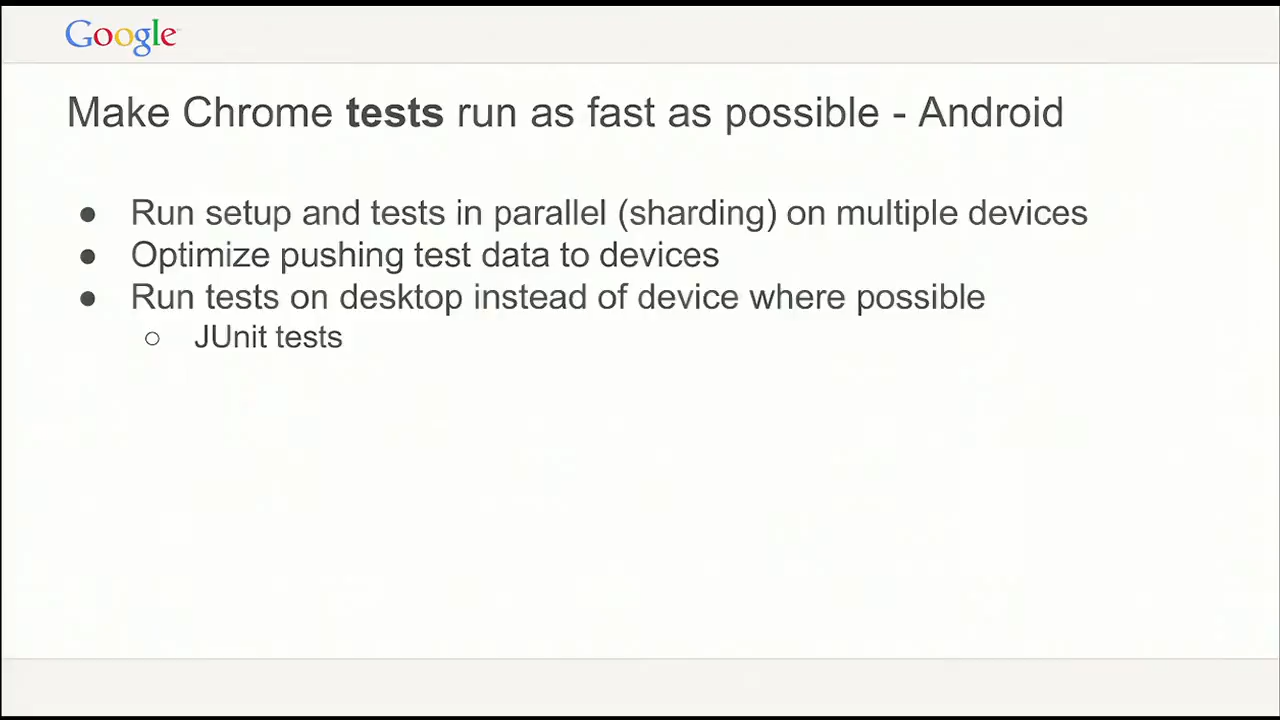 Google
Make Chrome tests run as fast as possible - Android
● Run setup and tests in parallel (sharding) on multiple devices
● Optimize pushing test data to devices
● Run tests on desktop instead of device where possible
○ JUnit tests